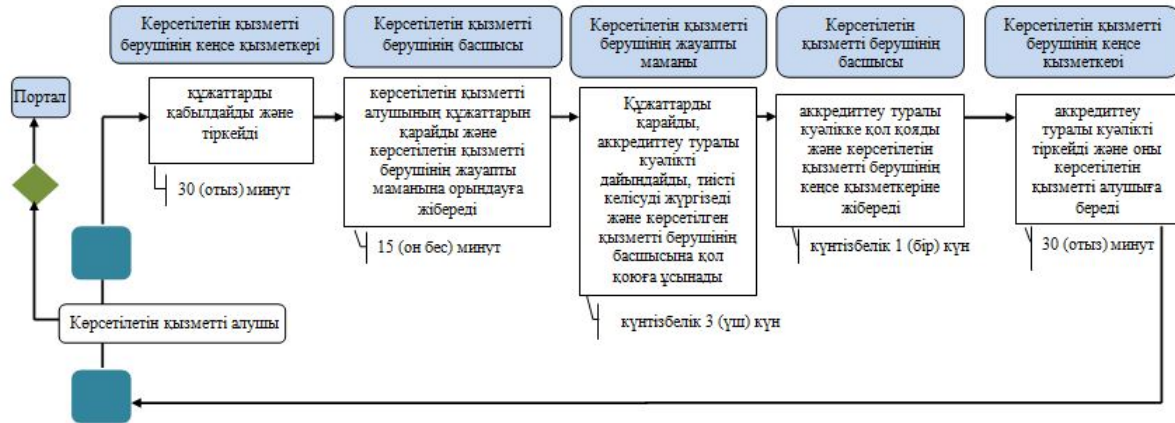 Көрсетілетін қызметті
берушінің кеңсе қызметкері
Көрсетілетін қызметті
берушінің басшысы
Көрсетілетін қызметті
берушінің жауапты
маманы
Көрсетілетін
қызметті берушінің
басшысы
Көрсетілетін қызметті
берушінің кеңсе
қызметкері
Портал
құжаттарды
қабылдайды және
тіркейді
30 (отыз) минут
көрсетілетін қызметті
алушының құжаттарын
қарайды және
көрсетілетін қызметті
берушінің жауапты
маманына орындауға
жібереді
15 (он бес) минут
Құжаттарды
қарайды,
аккредиттеу туралы
куәлікті
дайындайды, тиісті
келісуді жүргізеді
және көрсетілген
қызметті берушінің
басшысына қол
қоюға ұсынады
күнтізбелік 3 (үш) күн
аккредиттеу туралы
куәлікке қол қояды
және көрсетілетін
қызметті берушінің
кеңсе қызметкеріне
жібереді
күнтізбелік 1 (бір) күн
аккредиттеу
туралы куәлікті
тіркейді және оны
көрсетілетін
қызметті алушыға
береді
30 (отыз) минут
Көрсетілетін қызметті алушы